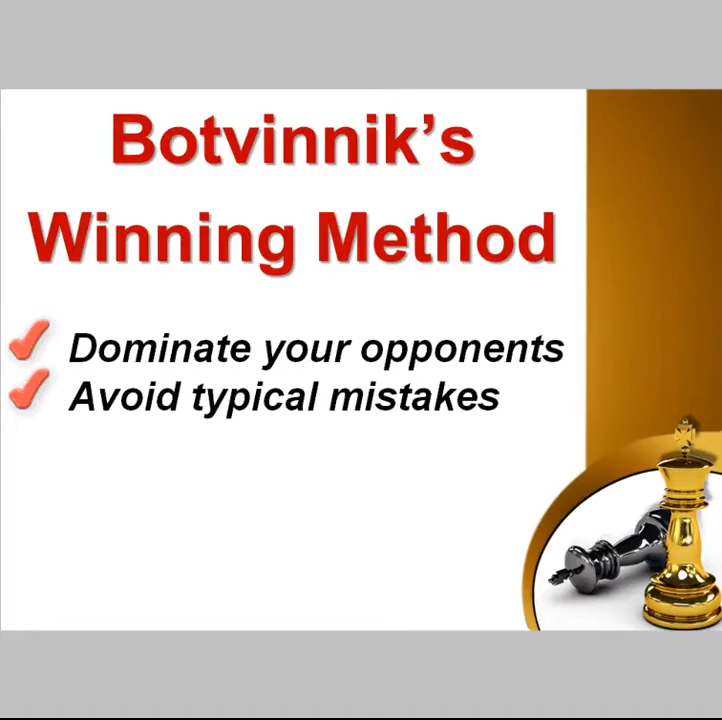 Botvinnik’s
Winning Method
Dominate your opponents
Avoid typical mistakes